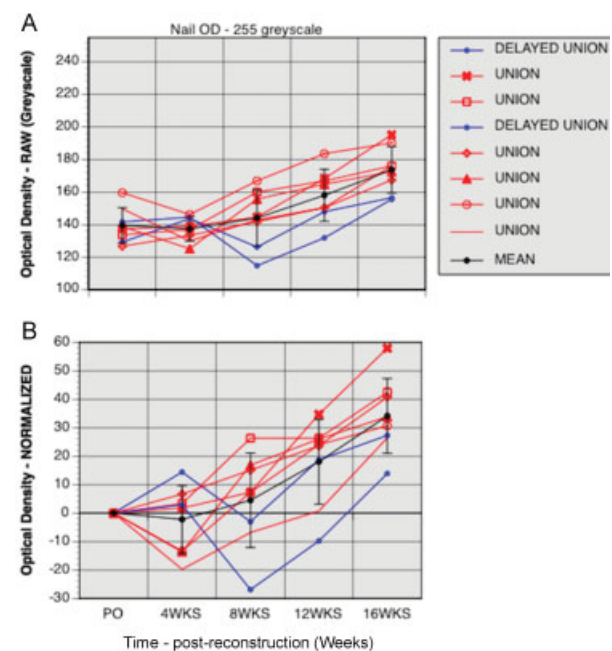 A
Nail OD - 255 greyscale
Optical Density - RAW (Greyscale)
240
220
200
180
160
140
120
100
DELAYED UNION
UNION
UNION
DELAYED UNION
UNION
UNION
UNION
UNION
MEAN
B
Optical Density - NORMALIZED
60
50
40
30
20
10
0
-10
-20
-30
PO 4WKS 8WKS 12WKS 16WKS
Time - post-reconstruction (Weeks)